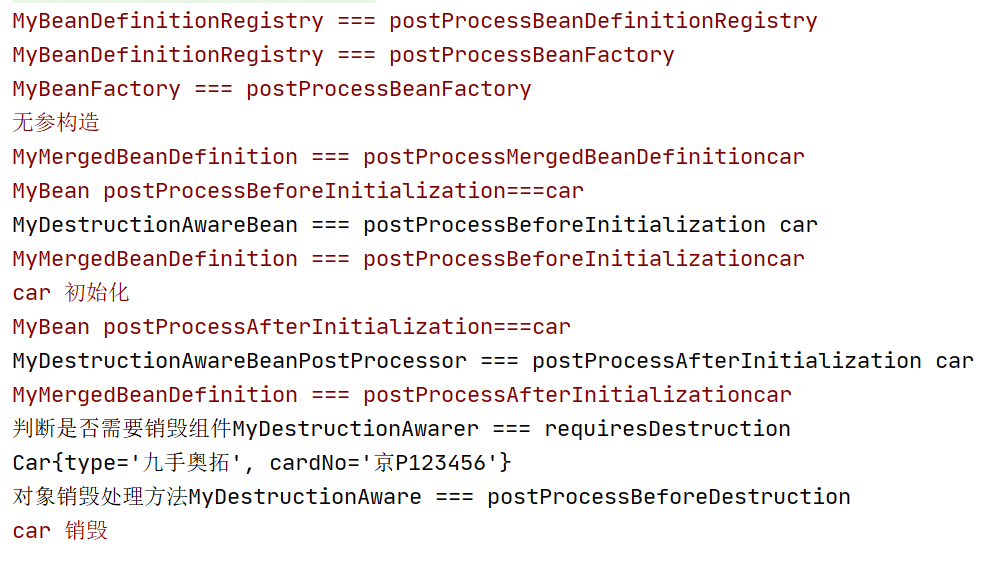 MyBeanDefinitionRegistry === postProcessBeanDefinitionRegistry
MyBeanDefinitionRegistry === postProcessBeanFactory
MyBeanFactory === postProcessBeanFactory
无参构造
MyMergedBeanDefinition === postProcessMergedBeanDefinitioncar
MyBean postProcessBeforeInitialization===car
MyDestructionAwareBean === postProcessBeforeInitialization car
MyMergedBeanDefinition === postProcessBeforeInitializationcar
car 初始化
MyBean postProcessAfterInitialization===car
MyDestructionAwareBeanPostProcessor === postProcessAfterInitialization car
MyMergedBeanDefinition === postProcessAfterInitializationcar
判断是否需要销毁组件MyDestructionAwarer === requiresDestruction
Car{type='九手奥拓', cardNo='京P123456'}
对象销毁处理方法MyDestructionAware === postProcessBeforeDestruction
car 销毁